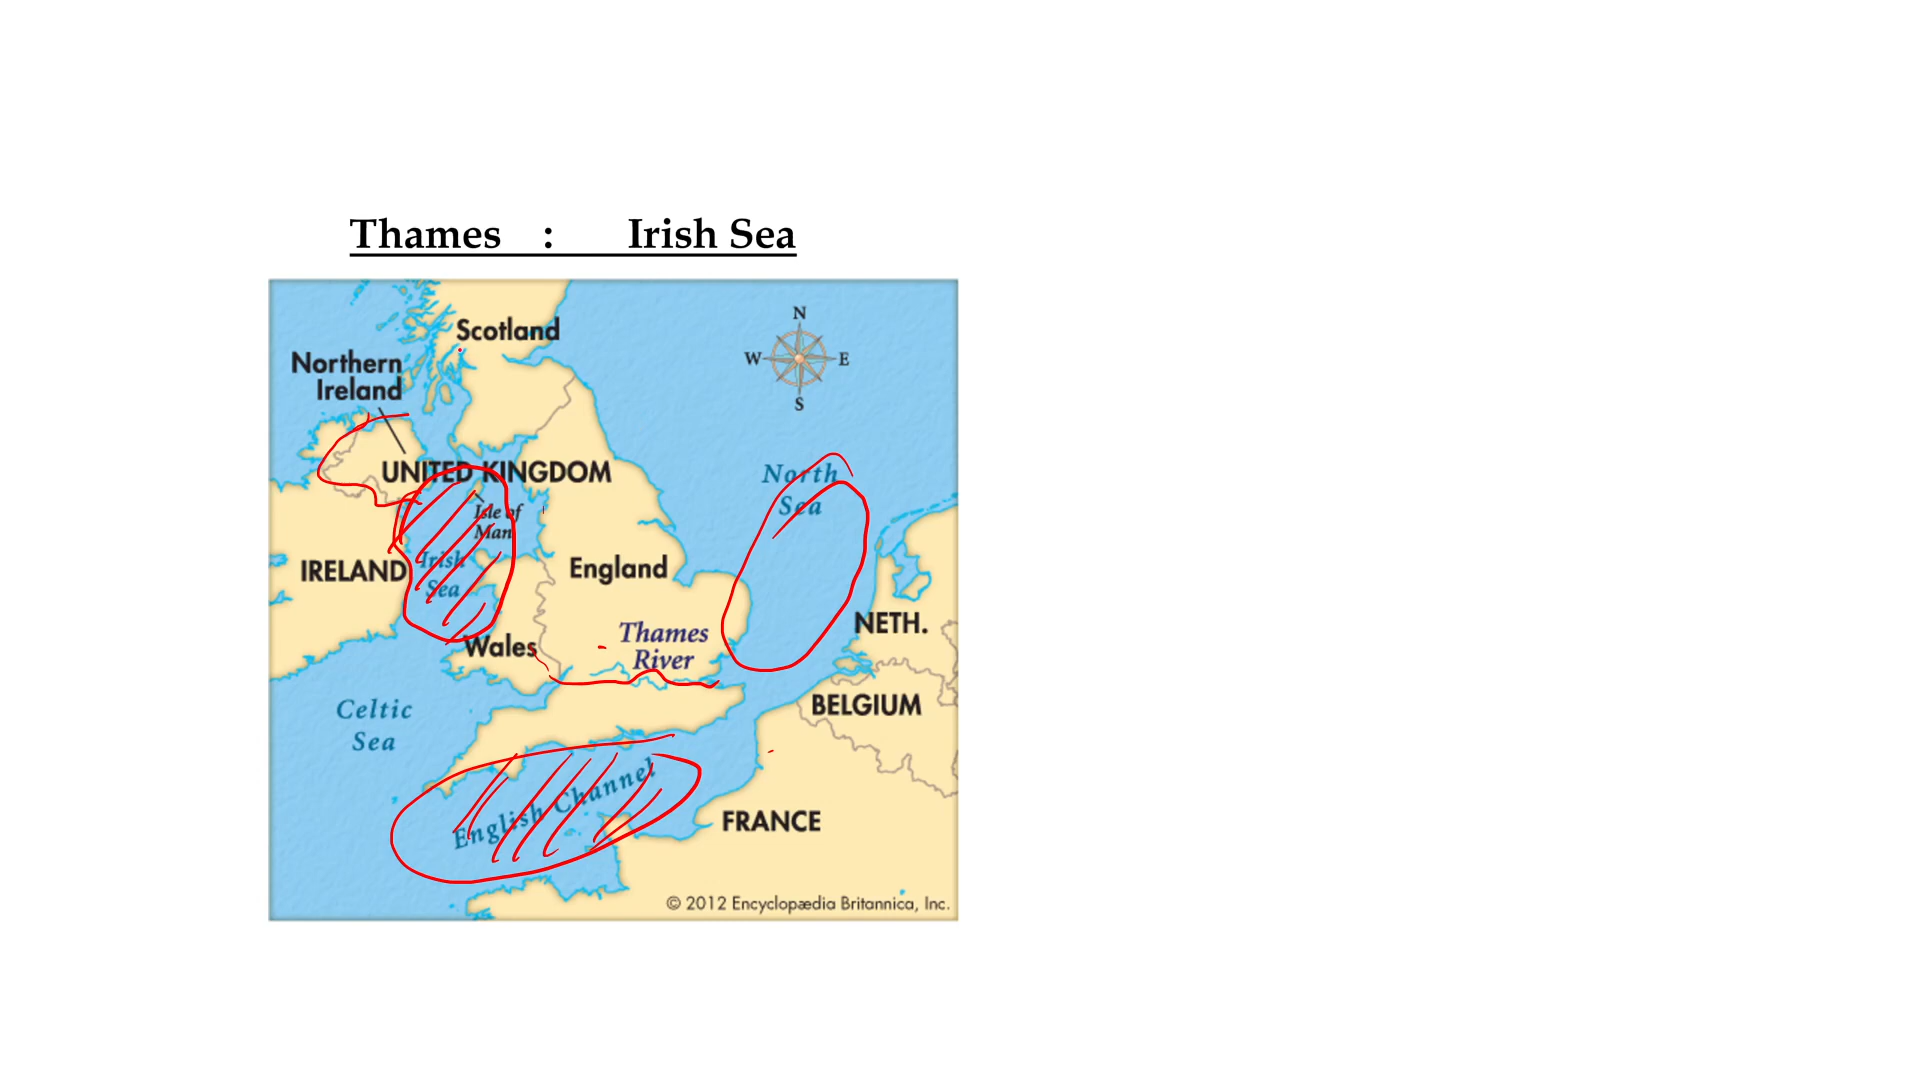 Thames : Irish Sea
N
W E
S
Scotland
Northern
Ireland
UNITED KINGDOM
North
Sea
Isle of
Man
Irish
Sea
IRELAND
England
NETH.
Thames
River
Wales
BELGIUM
Celtic
Sea
English Channel
FRANCE
© 2012 Encyclopædia Britannica, Inc.